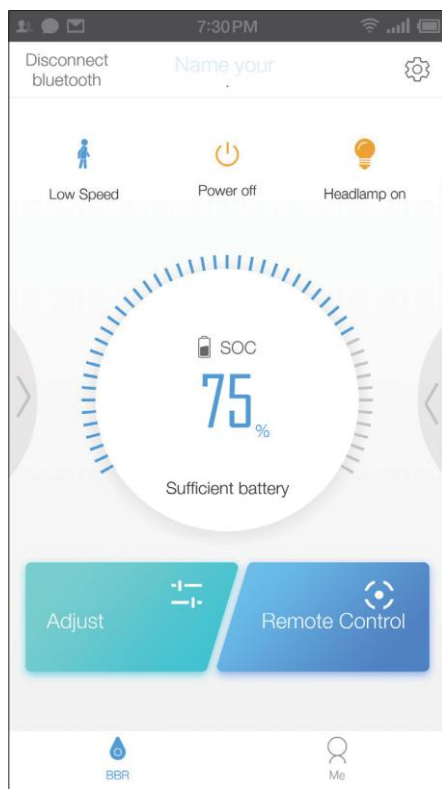 7:30PM
Disconnect
bluetooth
Name your
Low Speed
Power off
Headlamp on
SOC
75%
Sufficient battery
Adjust
Remote Control
BBR
Me